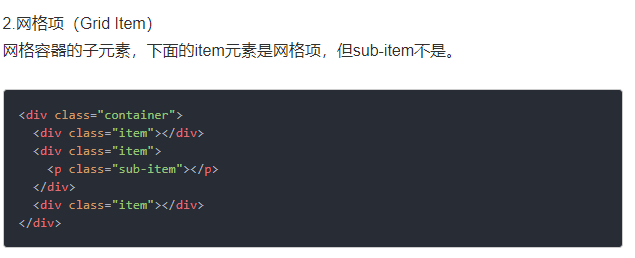 2.网格项（Grid Item）
网格容器的子元素，下面的item元素是网格项，但sub-item不是。
<div class="container">
  <div class="item"></div>
  <div class="item">
    <p class="sub-item"></p>
  </div>
  <div class="item"></div>
</div>